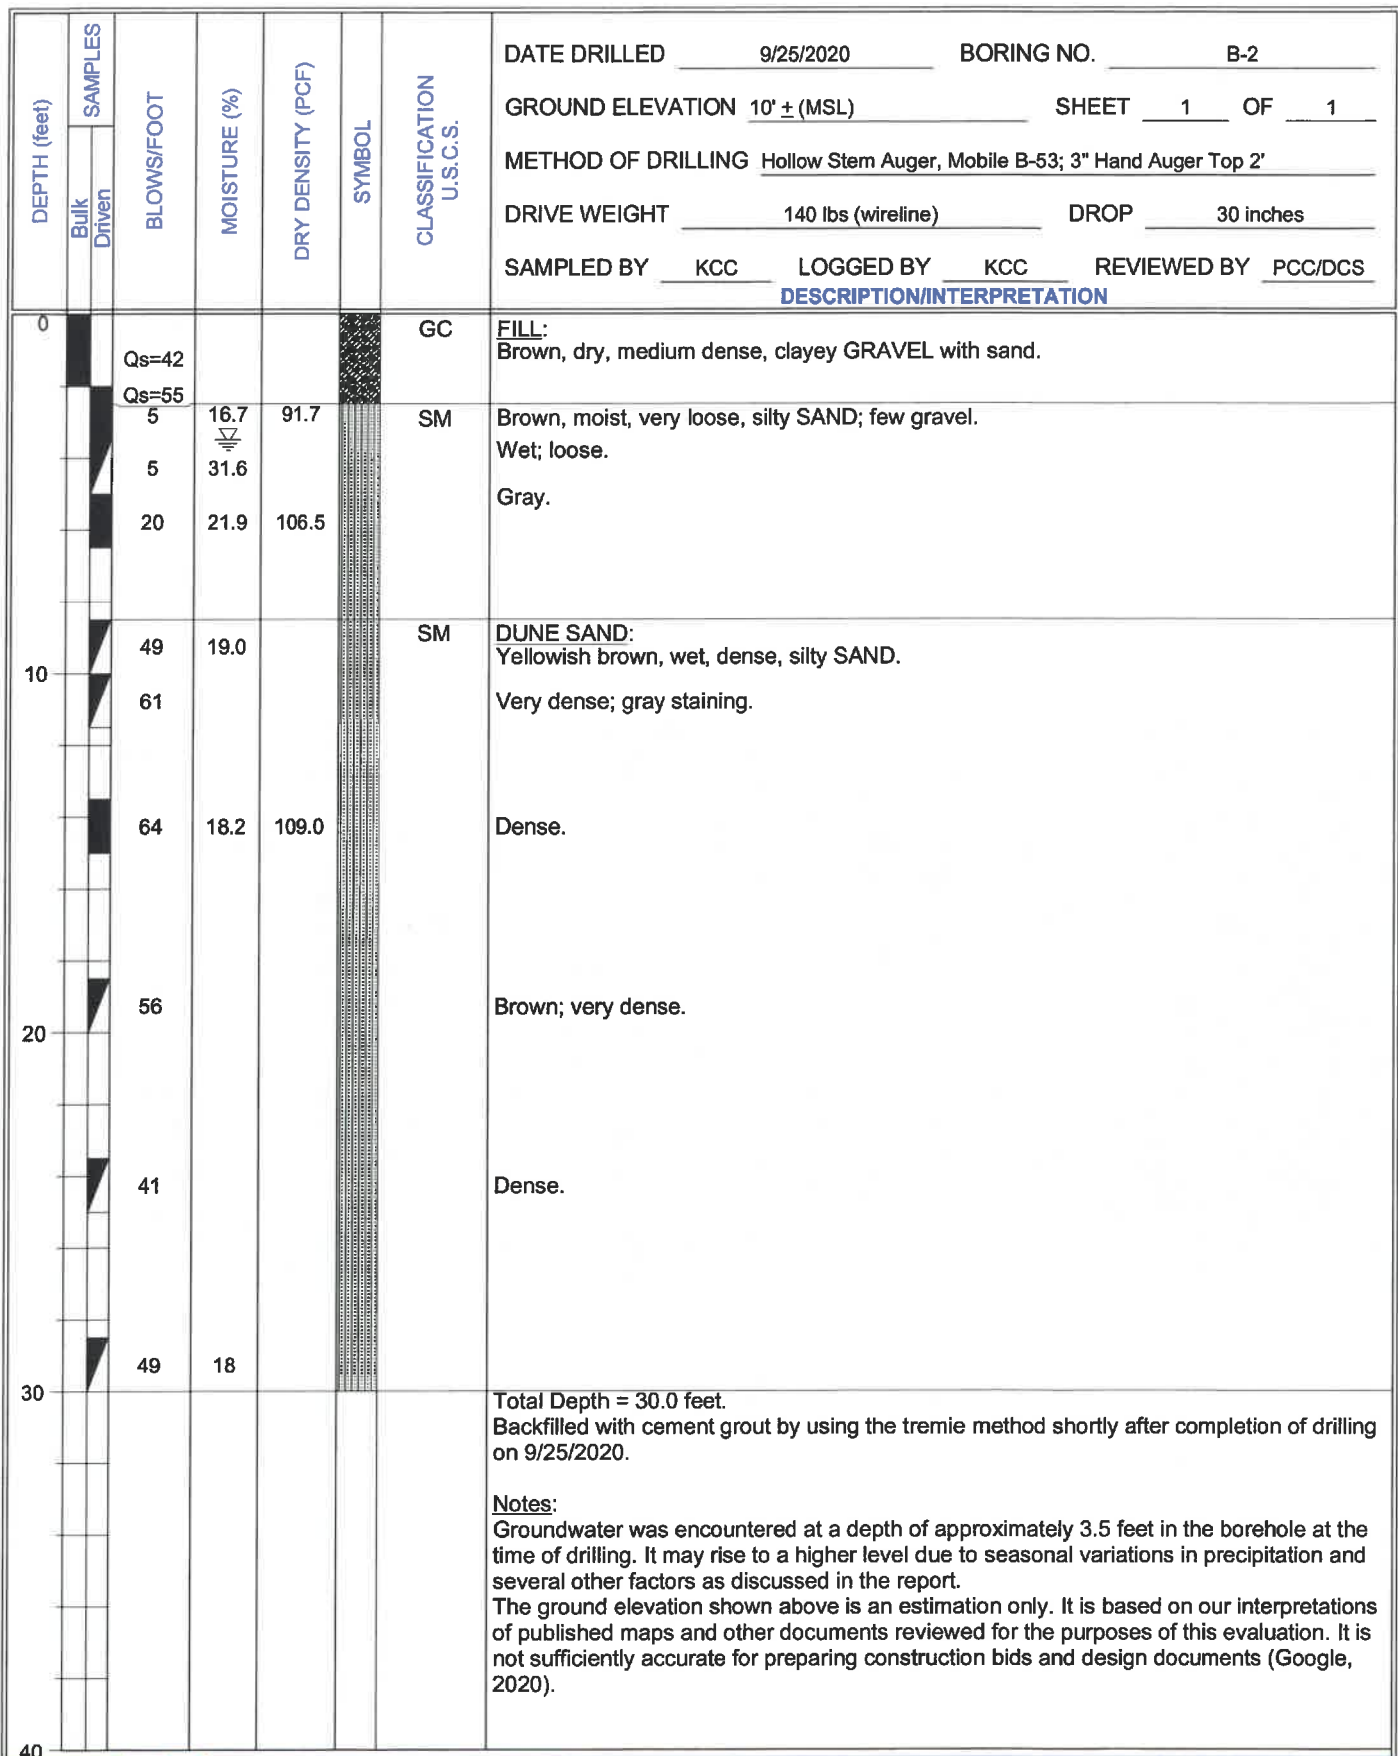 DEPTH (feet)
SAMPLES
Bulk
Driven
BLOWS/FOOT
MOISTURE (%)
DRY DENSITY (PCF)
SYMBOL
CLASSIFICATION
U.S.C.S.
DATE DRILLED 9/25/2020 BORING NO. B-2
GROUND ELEVATION 10' ± (MSL) SHEET 1 OF 1
METHOD OF DRILLING Hollow Stem Auger, Mobile B-53; 3" Hand Auger Top 2'
DRIVE WEIGHT 140 lbs (wireline) DROP 30 inches
SAMPLED BY KCC LOGGED BY KCC REVIEWED BY PCC/DCS
DESCRIPTION/INTERPRETATION
0 GC FILL:
Qs=42 Brown, dry, medium dense, clayey GRAVEL with sand.
Qs=55
5 16.7 91.7 SM Brown, moist, very loose, silty SAND; few gravel.
Wet; loose.
5 31.6
Gray.
20 21.9 106.5
SM DUNE SAND:
49 19.0 Yellowish brown, wet, dense, silty SAND.
10
61 Very dense; gray staining.
64 18.2 109.0 Dense.
56 Brown; very dense.
20
41 Dense.
49 18
30
Total Depth = 30.0 feet.
Backfilled with cement grout by using the tremie method shortly after completion of drilling
on 9/25/2020.
Notes:
Groundwater was encountered at a depth of approximately 3.5 feet in the borehole at the
time of drilling. It may rise to a higher level due to seasonal variations in precipitation and
several other factors as discussed in the report.
The ground elevation shown above is an estimation only. It is based on our interpretations
of published maps and other documents reviewed for the purposes of this evaluation. It is
not sufficiently accurate for preparing construction bids and design documents (Google,
2020).
40